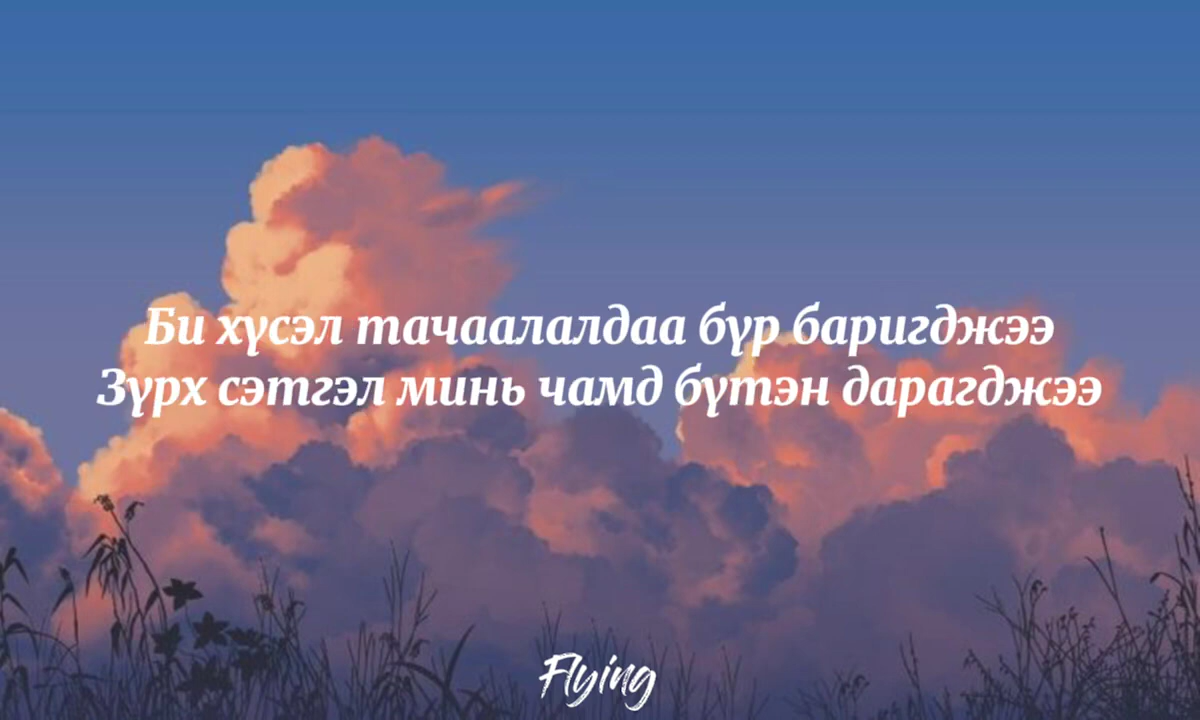 Би хүсэл тачаалалдаа бүр баригджээ
Зүрх сэтгэл минь чамд бүтэн дарагджээ
Flying